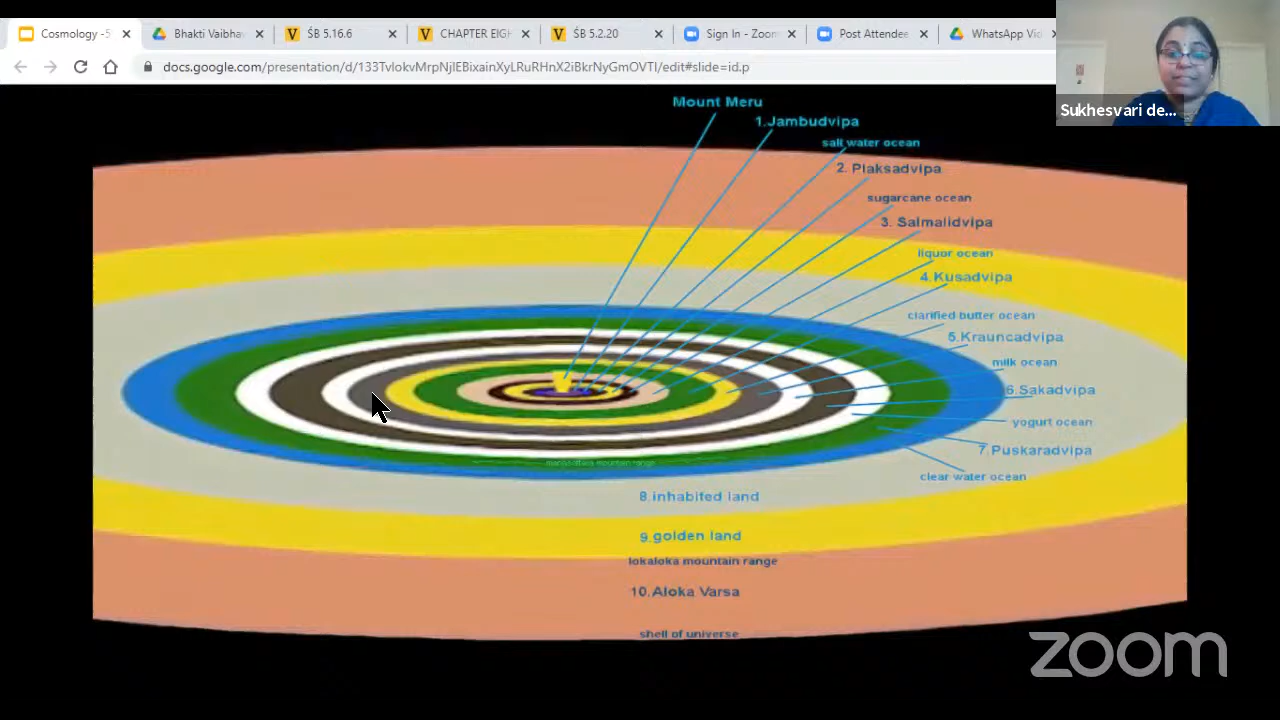 Cosmology -5
Bhakti Vaibhav
ŚB 5.16.6
CHAPTER EIGH
ŚB 5.2.20
Sign In - Zoom
Post Attendee
WhatsApp Vi
docs.google.com/presentation/d/133TvlokvMrpNjlEBixainXyLRuRHnX2iBkrNyGmOVTI/edit#slide=id.p
Sukhesvari de...
Mount Meru
1.Jambudvipa
salt water ocean
2. Plaksadvipa
sugarcane ocean
3. Salmalidvipa
liquor ocean
4.Kusadvipa
clarified butter ocean
5.Krauncadvipa
milk ocean
6.Sakadvipa
yogurt ocean
7.Puskaradvipa
clear water ocean
mountain range
8.inhabited land
9.golden land
lokaloka mountain range
10.Aloka Varsa
shell of universe
zoom